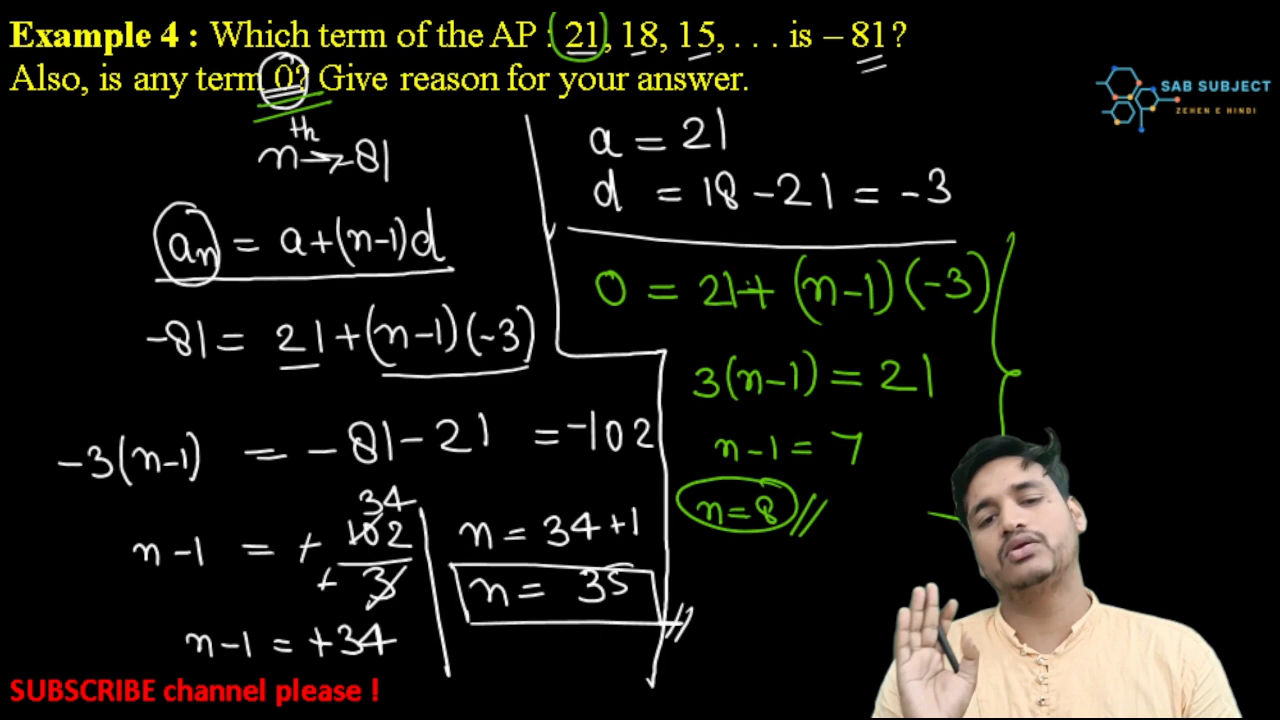 Example 4 : Which term of the AP : 21, 18, 15, . . . is – 81?
Also, is any term 0? Give reason for your answer.
SAB SUBJECT
ZEHEN E HINDI
nth → -81
an = a+(n-1)d
-81 = 21+(n-1)(-3)
-3(n-1) = -81-21 = -102
34
n-1 = + 102/+3
n-1 = +34
n = 34+1
n = 35
a = 21
d = 18-21 = -3
0 = 21+(n-1)(-3)
3(n-1) = 21
n-1 = 7
n=8
SUBSCRIBE channel please !